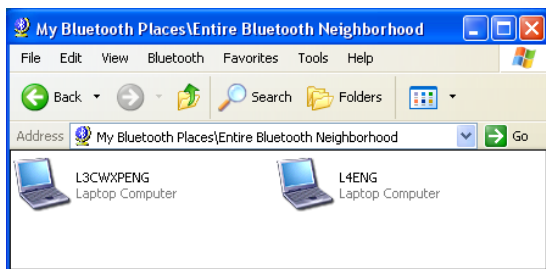 My Bluetooth Places\Entire Bluetooth Neighborhood
File Edit View Bluetooth Favorites Tools Help
Back Search Folders
Address My Bluetooth Places\Entire Bluetooth Neighborhood Go
L3CWXPENG L4ENG
Laptop Computer Laptop Computer